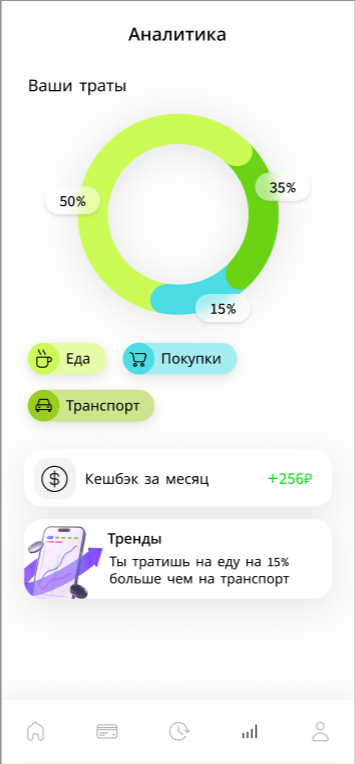 Аналитика
Ваши траты
50%
35%
15%
Еда
Покупки
Транспорт
Кешбэк за месяц
+256₽
Тренды
Ты тратишь на еду на 15%
больше чем на транспорт